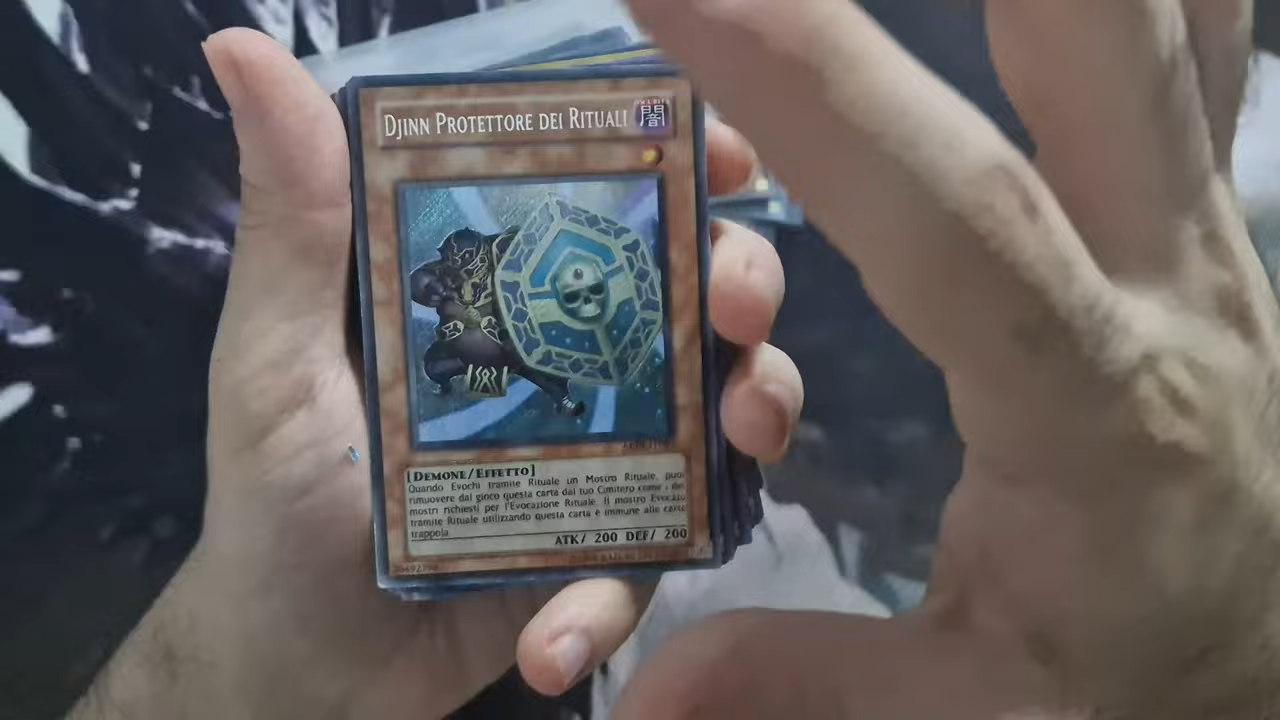 Djinn Protettore dei Rituali
闇
[Demone/Effetto]
Quando Evochi tramite Rituale un Mostro Rituale, puoi
rimuovere dal gioco questa carta dal tuo Cimitero come 1 dei
mostri richiesti per l'Evocazione Rituale. Il mostro Evocato
tramite Rituale utilizzando questa carta è immune alle carte
trappola.
ATK/ 200 DEF/ 200